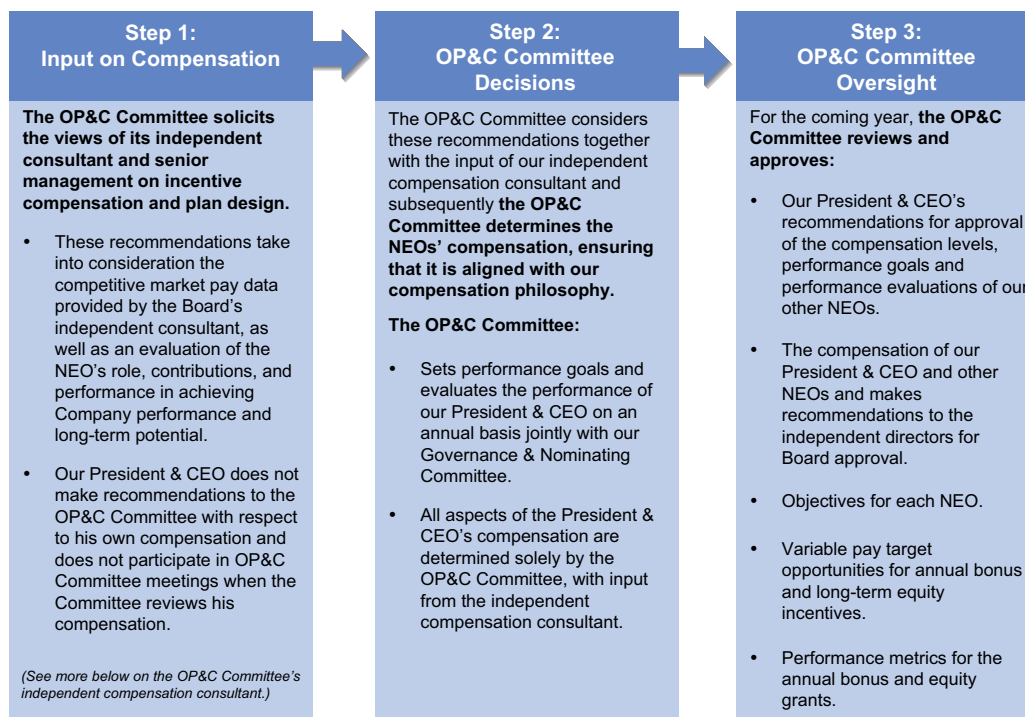 Step 1:
Input on Compensation
The OP&C Committee solicits
the views of its independent
consultant and senior
management on incentive
compensation and plan design.
• These recommendations take
into consideration the
competitive market pay data
provided by the Board's
independent consultant, as
well as an evaluation of the
NEO's role, contributions, and
performance in achieving
Company performance and
long-term potential.
• Our President & CEO does not
make recommendations to the
OP&C Committee with respect
to his own compensation and
does not participate in OP&C
Committee meetings when the
Committee reviews his
compensation.
(See more below on the OP&C Committee's
independent compensation consultant.)
Step 2:
OP&C Committee
Decisions
The OP&C Committee considers
these recommendations together
with the input of our independent
compensation consultant and
subsequently the OP&C
Committee determines the
NEOs' compensation, ensuring
that it is aligned with our
compensation philosophy.
The OP&C Committee:
• Sets performance goals and
evaluates the performance of
our President & CEO on an
annual basis jointly with our
Governance & Nominating
Committee.
• All aspects of the President &
CEO's compensation are
determined solely by the
OP&C Committee, with input
from the independent
compensation consultant.
Step 3:
OP&C Committee
Oversight
For the coming year, the OP&C
Committee reviews and
approves:
• Our President & CEO's
recommendations for approval
of the compensation levels,
performance goals and
performance evaluations of our
other NEOs.
• The compensation of our
President & CEO and other
NEOs and makes
recommendations to the
independent directors for
Board approval.
• Objectives for each NEO.
• Variable pay target
opportunities for annual bonus
and long-term equity
incentives.
• Performance metrics for the
annual bonus and equity
grants.